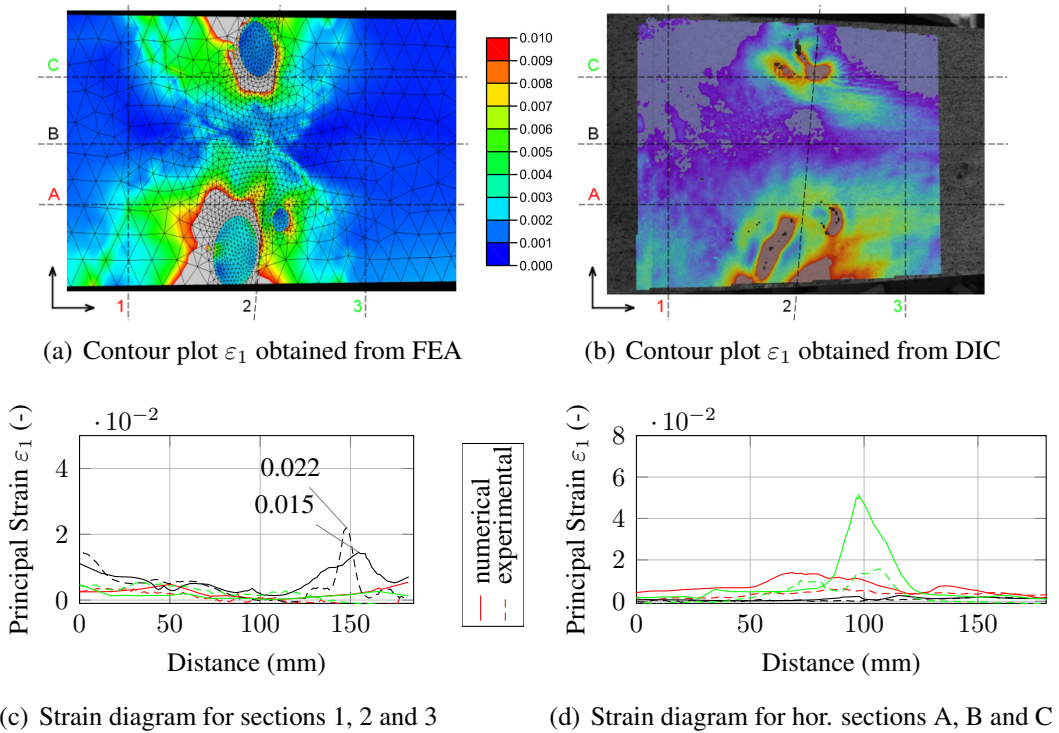 C
B
A
1
2
3
0.010
0.009
0.008
0.007
0.006
0.005
0.004
0.003
0.002
0.001
0.000
C
B
A
1
2
3
(a) Contour plot ε₁ obtained from FEA
(b) Contour plot ε₁ obtained from DIC
Principal Strain ε₁ (-)
·10⁻²
4
2
0
0.022
0.015
0
50
100
150
Distance (mm)
numerical
experimental
Principal Strain ε₁ (-)
·10⁻²
8
6
4
2
0
0
50
100
150
Distance (mm)
(c) Strain diagram for sections 1, 2 and 3
(d) Strain diagram for hor. sections A, B and C